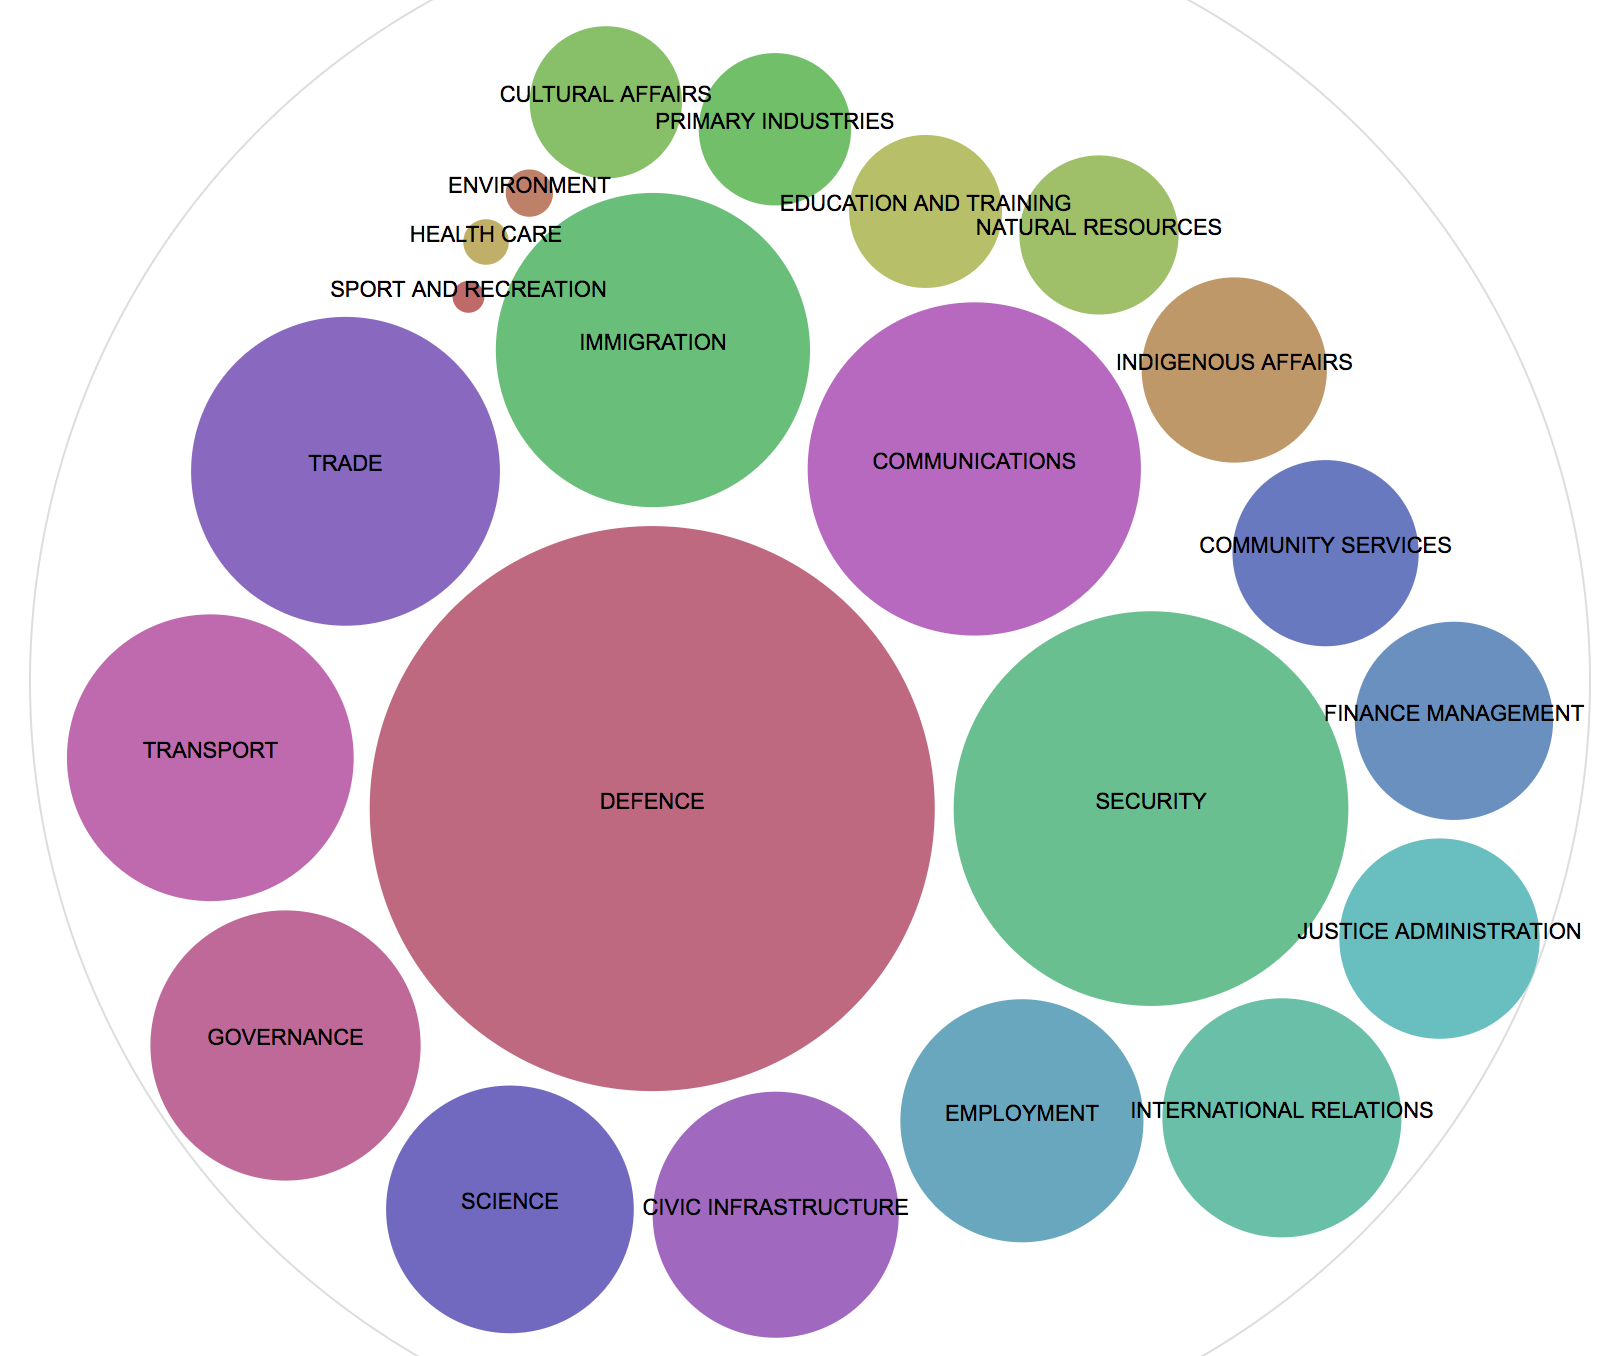 CULTURAL AFFAIRS
PRIMARY INDUSTRIES
ENVIRONMENT
EDUCATION AND TRAINING
NATURAL RESOURCES
HEALTH CARE
SPORT AND RECREATION
IMMIGRATION
INDIGENOUS AFFAIRS
TRADE
COMMUNICATIONS
COMMUNITY SERVICES
FINANCE MANAGEMENT
TRANSPORT
DEFENCE
SECURITY
JUSTICE ADMINISTRATION
GOVERNANCE
EMPLOYMENT
INTERNATIONAL RELATIONS
SCIENCE
CIVIC INFRASTRUCTURE